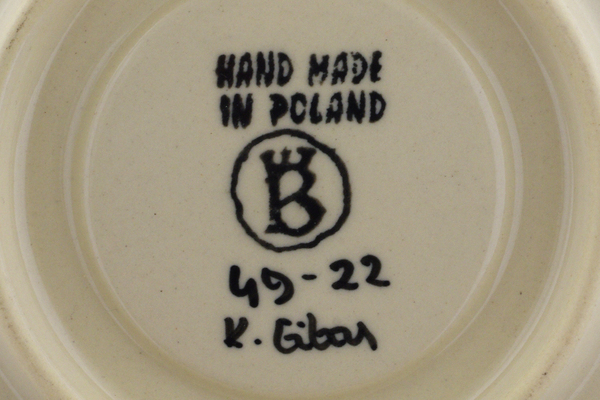 HAND MADE
IN POLAND
B
49-22
K. Gibas